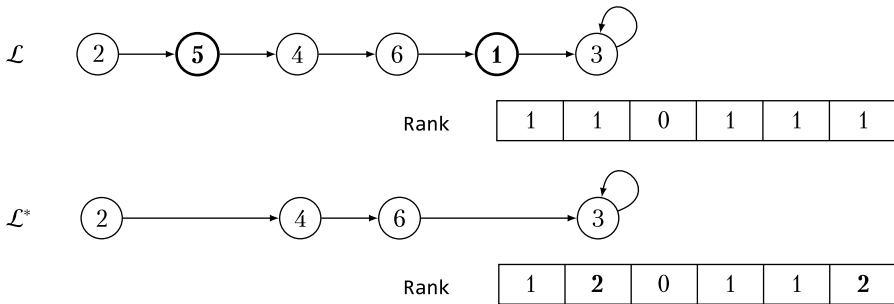 ℒ 2 5 4 6 1 3
Rank 1 1 0 1 1 1
ℒ* 2 4 6 3
Rank 1 2 0 1 1 2